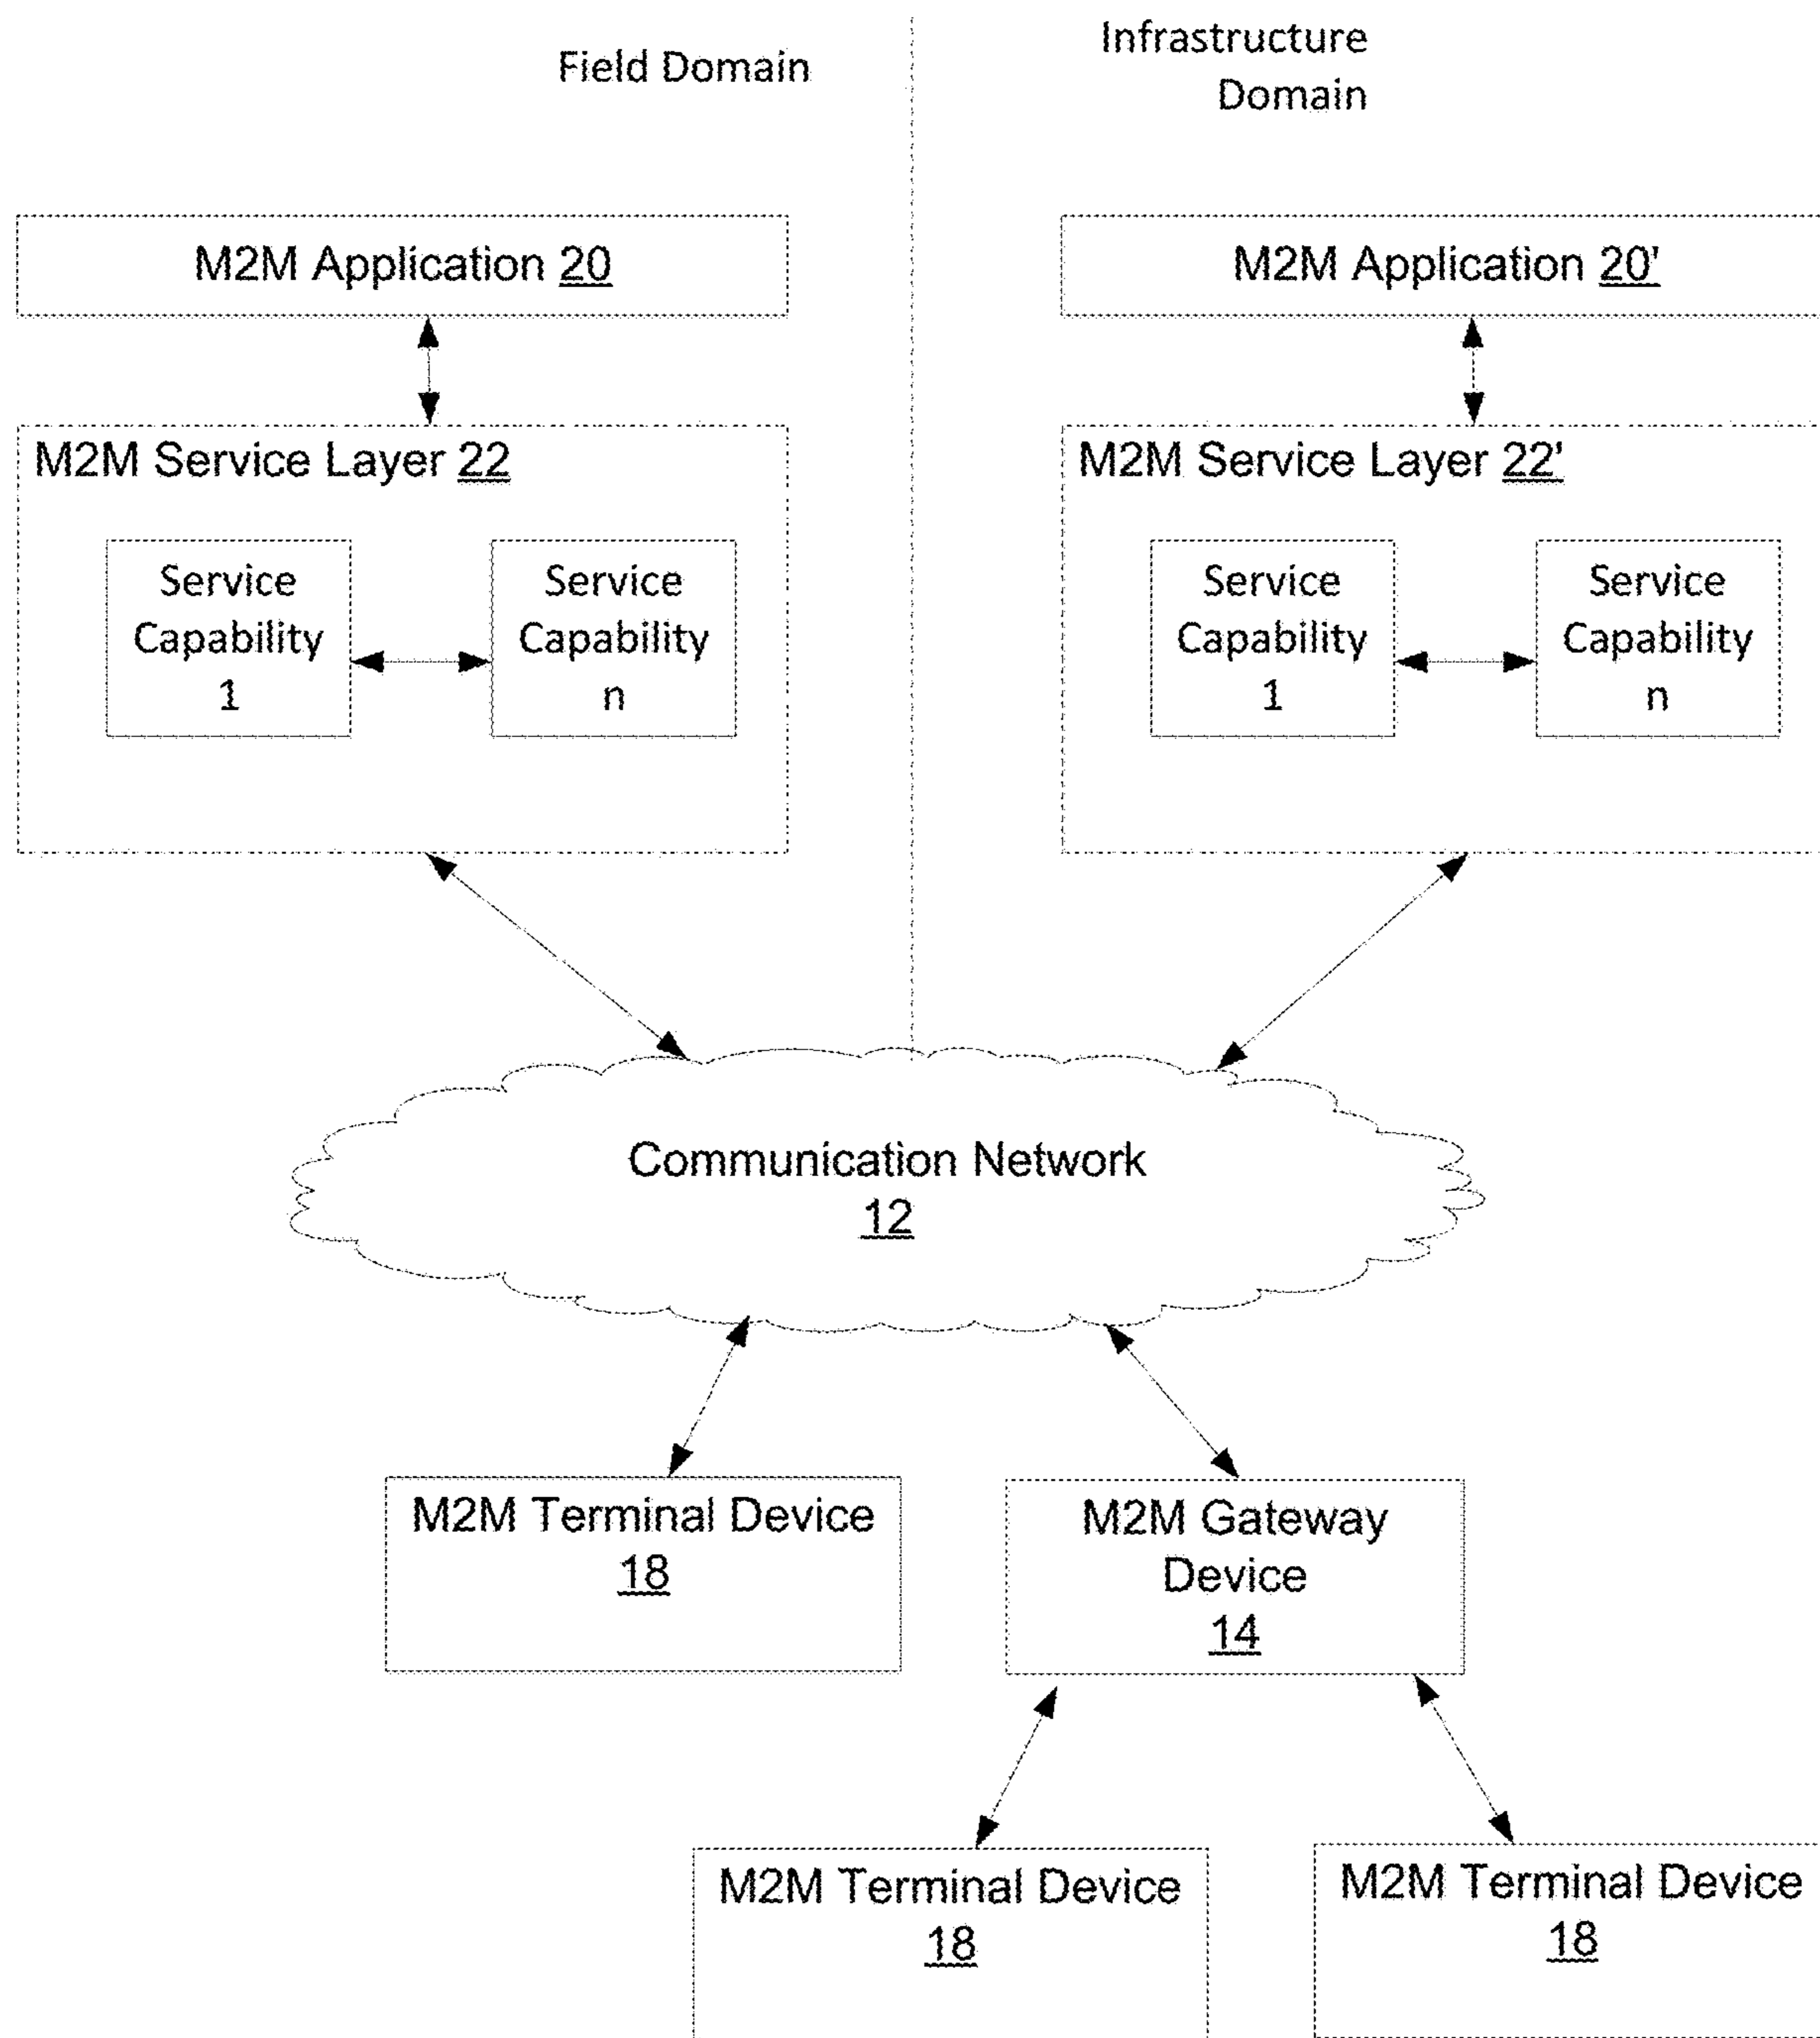 Field Domain
Infrastructure
Domain
M2M Application 20
M2M Application 20'
M2M Service Layer 22
Service
Capability
1
Service
Capability
n
M2M Service Layer 22'
Service
Capability
1
Service
Capability
n
Communication Network
12
M2M Terminal Device
18
M2M Gateway
Device
14
M2M Terminal Device
18
M2M Terminal Device
18